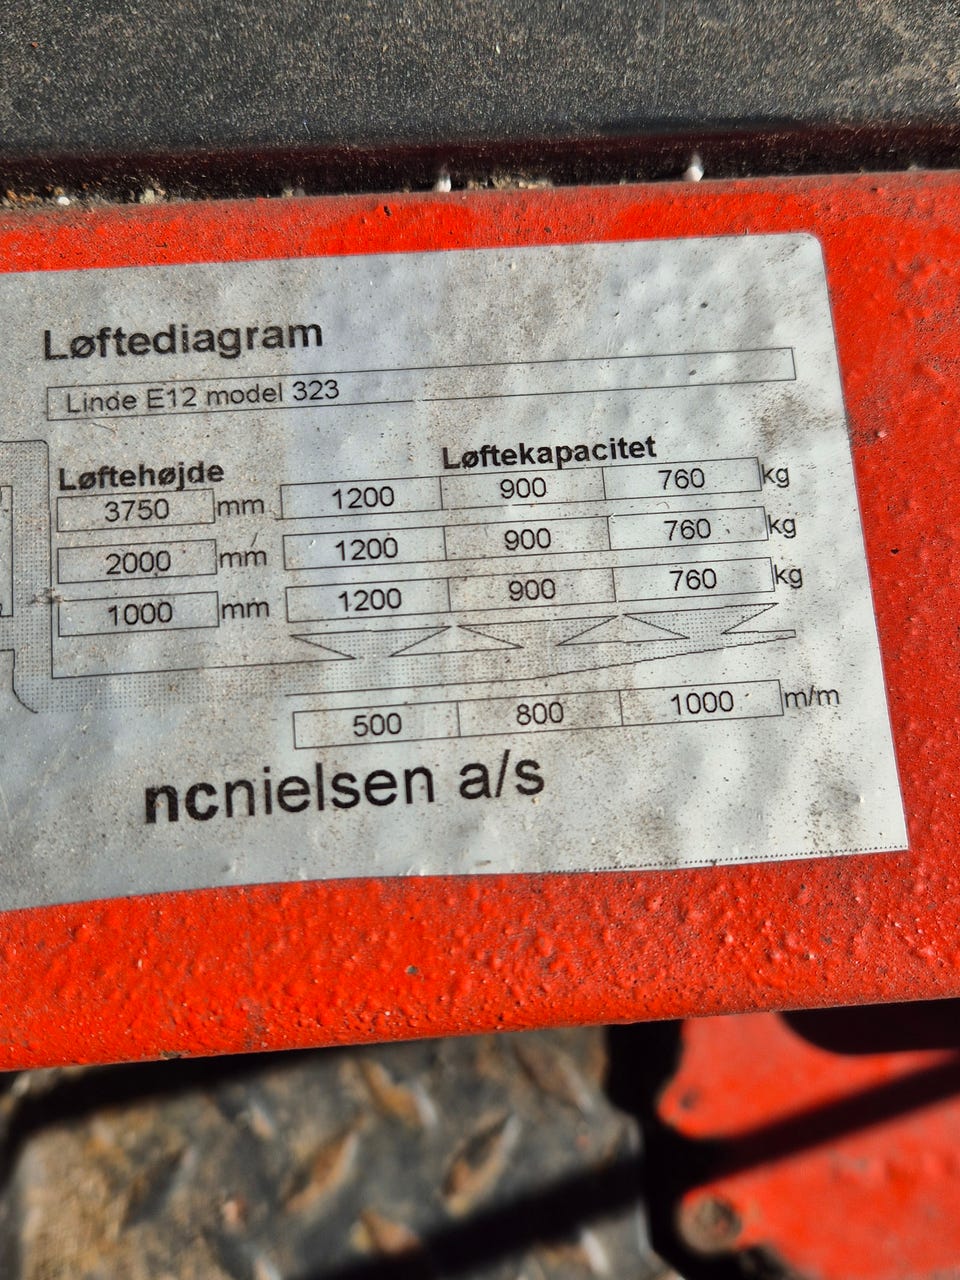 Løftediagram
Linde E12 model 323
Løftehøjde Løftekapacitet
3750 mm 1200 900 760 kg
2000 mm 1200 900 760 kg
1000 mm 1200 900 760 kg
500 800 1000 m/m
ncnielsen a/s